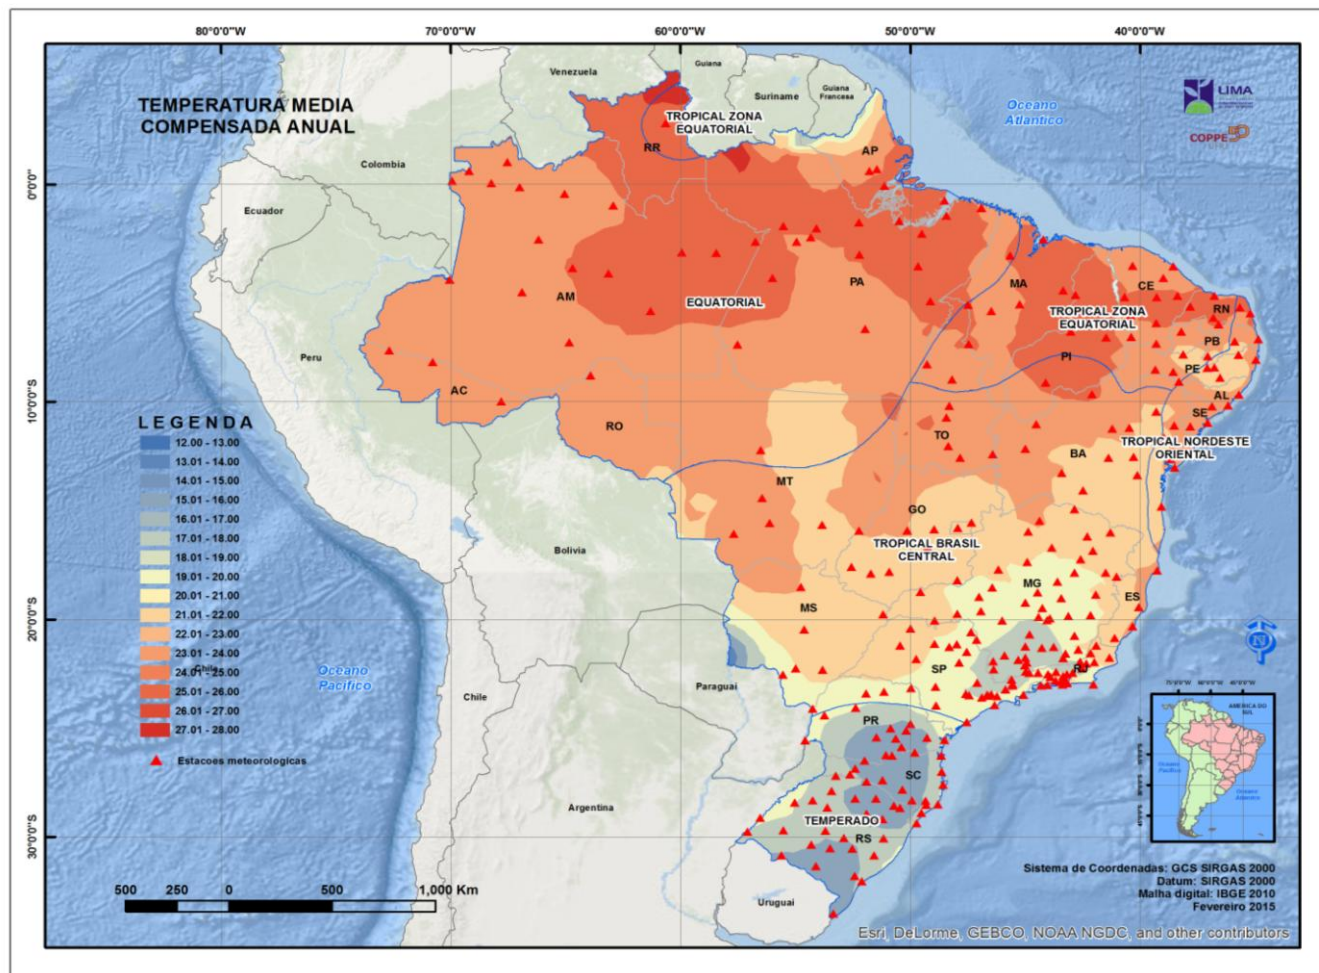 80°0'0"W
70°0'0"W
60°0'0"W
50°0'0"W
40°0'0"W
TEMPERATURA MEDIA
COMPENSADA ANUAL
Venezuela
Guiana
Suriname
Guiana
Francesa
Oceano
Atlantico
LIMA
COPPE
TROPICAL ZONA
EQUATORIAL
RR
AP
Colombia
0°0'0"
Ecuador
AM
EQUATORIAL
PA
MA
CE
RN
TROPICAL ZONA
EQUATORIAL
PB
PI
PE
Peru
AC
AL
10°0'0"S
SE
RO
TO
BA
TROPICAL NORDESTE
ORIENTAL
MT
GO
TROPICAL BRASIL
CENTRAL
Bolivia
MG
ES
MS
20°0'0"S
SP
RJ
Paraguai
Oceano
Pacifico
Chile
PR
SC
Argentina
TEMPERADO
RS
30°0'0"S
Uruguai
LEGENDA
12.00 - 13.00
13.01 - 14.00
14.01 - 15.00
15.01 - 16.00
16.01 - 17.00
17.01 - 18.00
18.01 - 19.00
19.01 - 20.00
20.01 - 21.00
21.01 - 22.00
22.01 - 23.00
23.01 - 24.00
24.01 - 25.00
Chile
25.01 - 26.00
26.01 - 27.00
27.01 - 28.00
Estacoes meteorologicas
500 250 0 500 1,000 Km
N
AMERICA DO
SUL
Oceano
Pacifico
Oceano
Atlantico
Sistema de Coordenadas: GCS SIRGAS 2000
Datum: SIRGAS 2000
Malha digital: IBGE 2010
Fevereiro 2015
Esri, DeLorme, GEBCO, NOAA NGDC, and other contributors